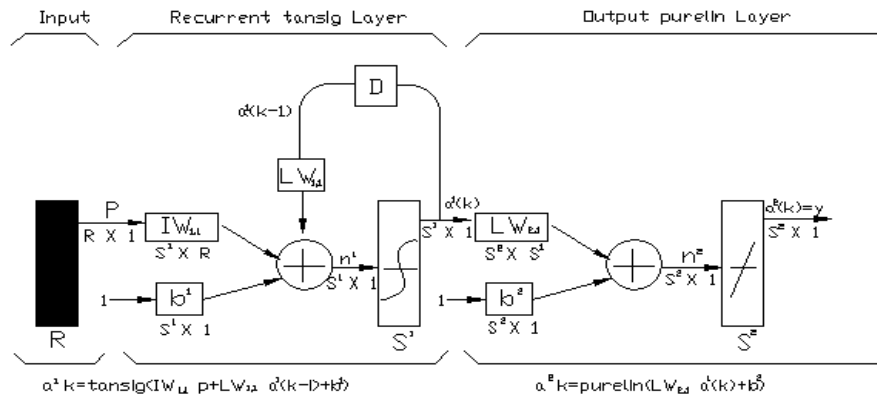 Input
Recurrent tansig Layer
Output purelin Layer
D
a¹(k-1)
LW₁,₁
P
R X 1
IW₁,₁
S¹ X R
a¹(k)
S¹ X 1
LW₂,₁
S² X S¹
a²(k)=y
S² X 1
n¹
S¹ X 1
n²
S² X 1
1
b¹
S¹ X 1
1
b²
S² X 1
R
S¹
S²
a¹k=tansig(IW₁,₁ p+LW₁,₁ a¹(k-1)+b¹)
a²k=purelin(LW₂,₁ a¹(k)+b²)